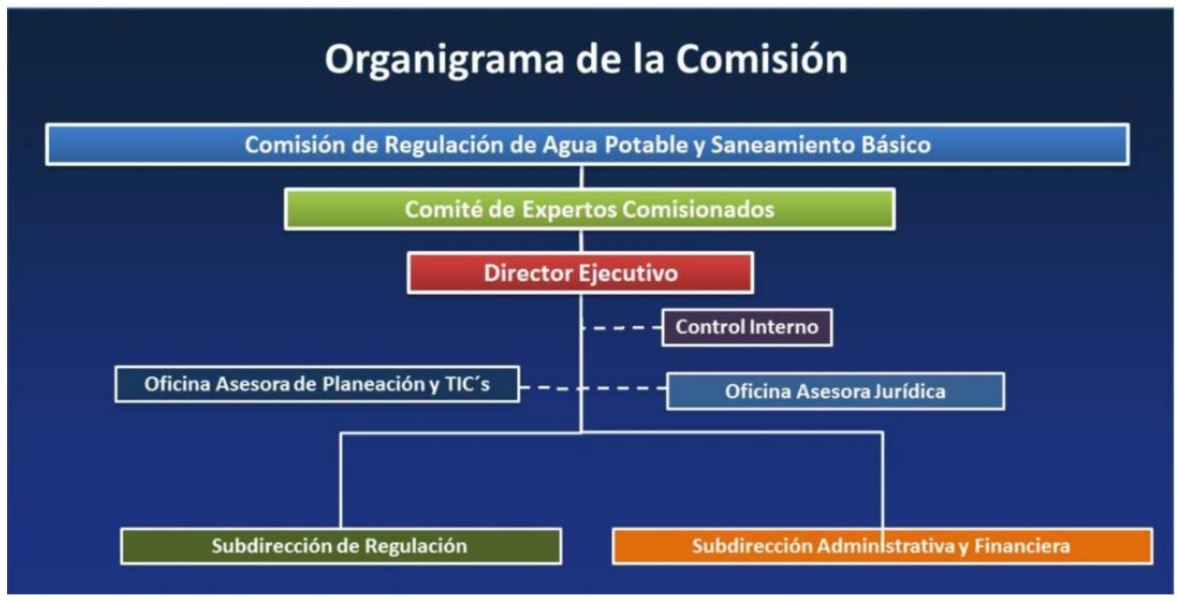 Organigrama de la Comisión
Comisión de Regulación de Agua Potable y Saneamiento Básico
Comité de Expertos Comisionados
Director Ejecutivo
Control Interno
Oficina Asesora de Planeación y TIC´s
Oficina Asesora Jurídica
Subdirección de Regulación
Subdirección Administrativa y Financiera